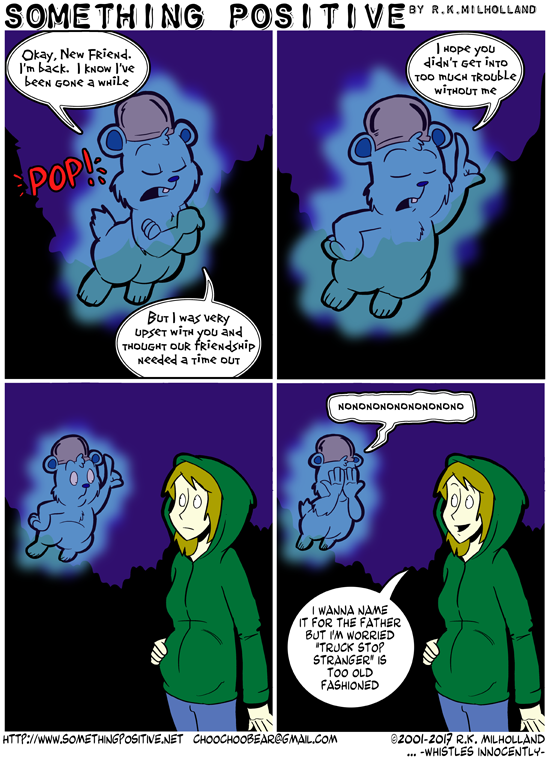 SOMETHING POSITIVE BY R.K. MILHOLLAND
Okay, New Friend.
I'm back. I know I've
been gone a while
POP!
But I was very
upset with you and
thought our friendship
needed a time out
I hope you
didn't get into
too much trouble
without me
NONONONONONONONONO
I WANNA NAME
IT FOR THE FATHER
BUT I'M WORRIED
"TRUCK STOP
STRANGER" IS
TOO OLD
FASHIONED
HTTP://WWW.SOMETHINGPOSITIVE.NET CHOOCHOOBEAR@GMAIL.COM ©2001-2017 R.K. MILHOLLAND
... -WHISTLES INNOCENTLY-